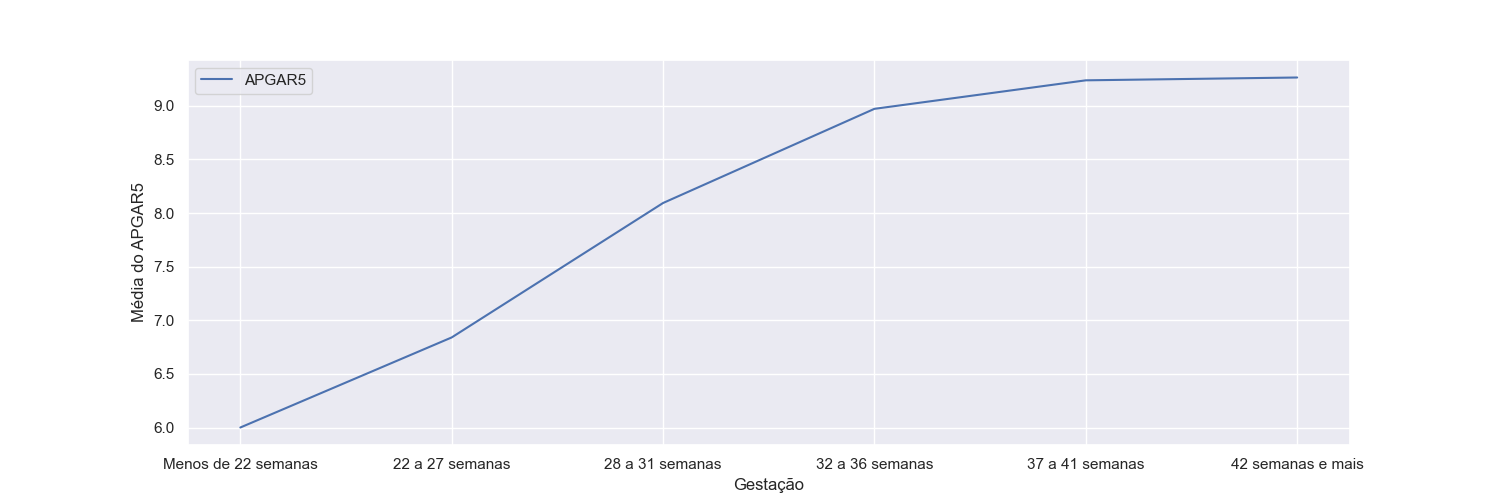 APGAR5
9.0
8.5
8.0
7.5
7.0
6.5
6.0
Média do APGAR5
Menos de 22 semanas
22 a 27 semanas
28 a 31 semanas
32 a 36 semanas
37 a 41 semanas
42 semanas e mais
Gestação